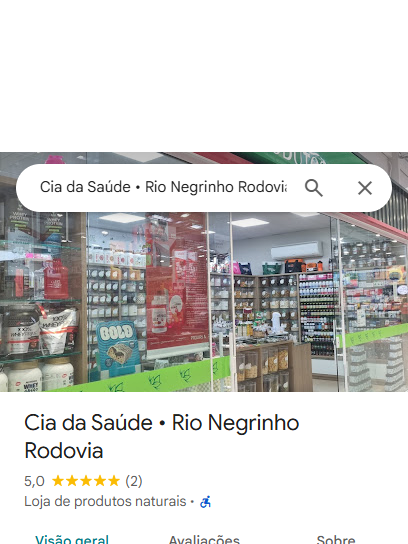 Cia da Saúde • Rio Negrinho Rodovia
BOLD
Cia da Saúde • Rio Negrinho
Rodovia
5,0 (2)
Loja de produtos naturais •
Visão geral Avaliações Sobre